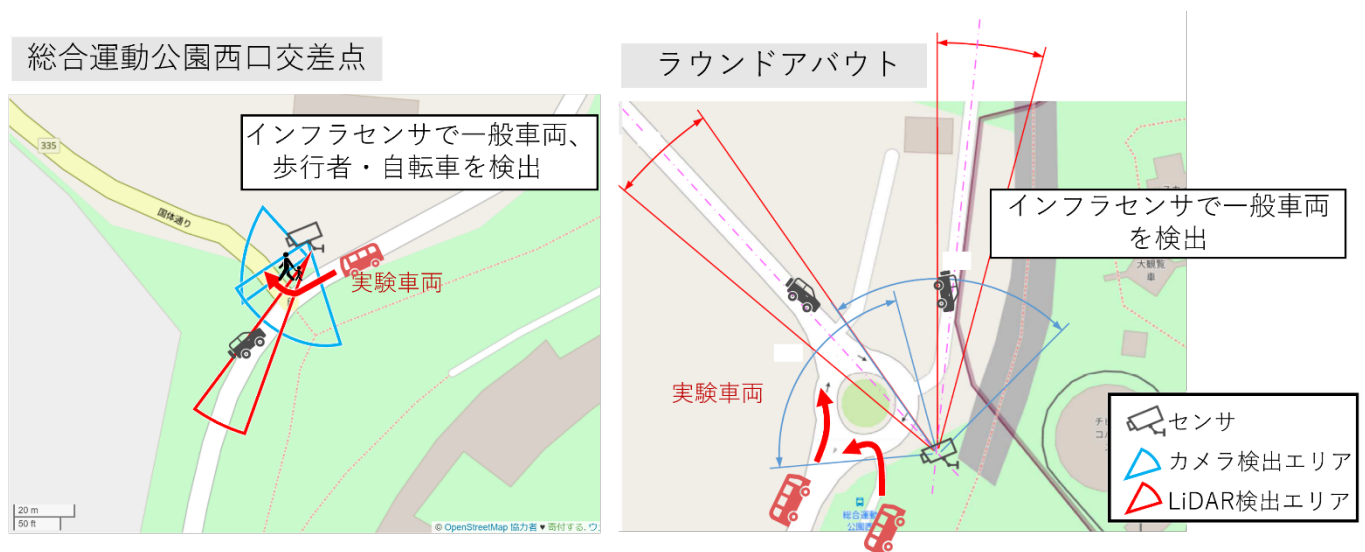 総合運動公園西口交差点
インフラセンサで一般車両、
歩行者・自転車を検出
335
国体通り
実験車両
20 m
50 ft
© OpenStreetMap 協力者 ♥ 寄付する. ウ
ラウンドアバウト
インフラセンサで一般車両
を検出
大観覧
車
実験車両
総合運動
公園西
センサ
カメラ検出エリア
LiDAR検出エリア